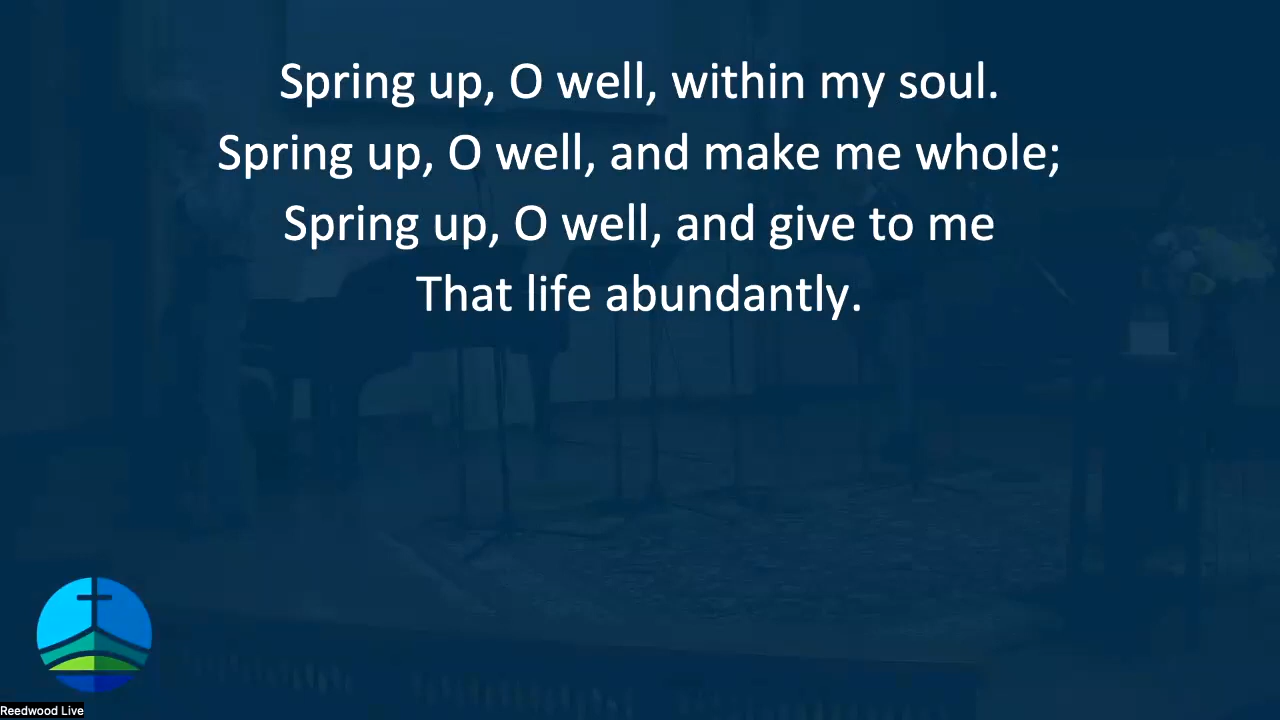 Spring up, O well, within my soul.
Spring up, O well, and make me whole;
Spring up, O well, and give to me
That life abundantly.
Reedwood Live